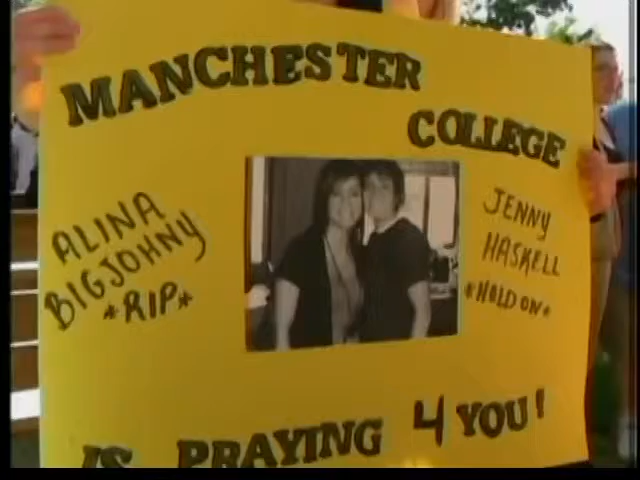 MANCHESTER
COLLEGE
ALINA
BIGJOHNY
*RIP*
JENNY
HASKELL
*HOLD ON*
IS PRAYING 4 YOU!